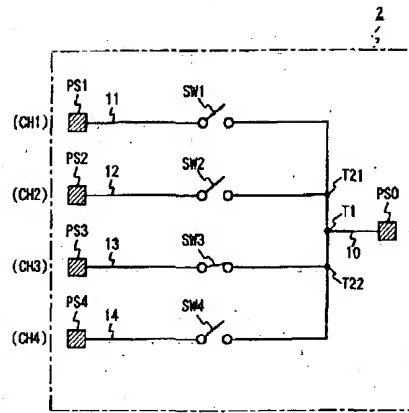 2
PS1
11
SW1
(CH1)
PS2
12
SW2
(CH2)
T21
PS0
T1
PS3
13
SW3
10
(CH3)
T22
PS4
14
SW4
(CH4)